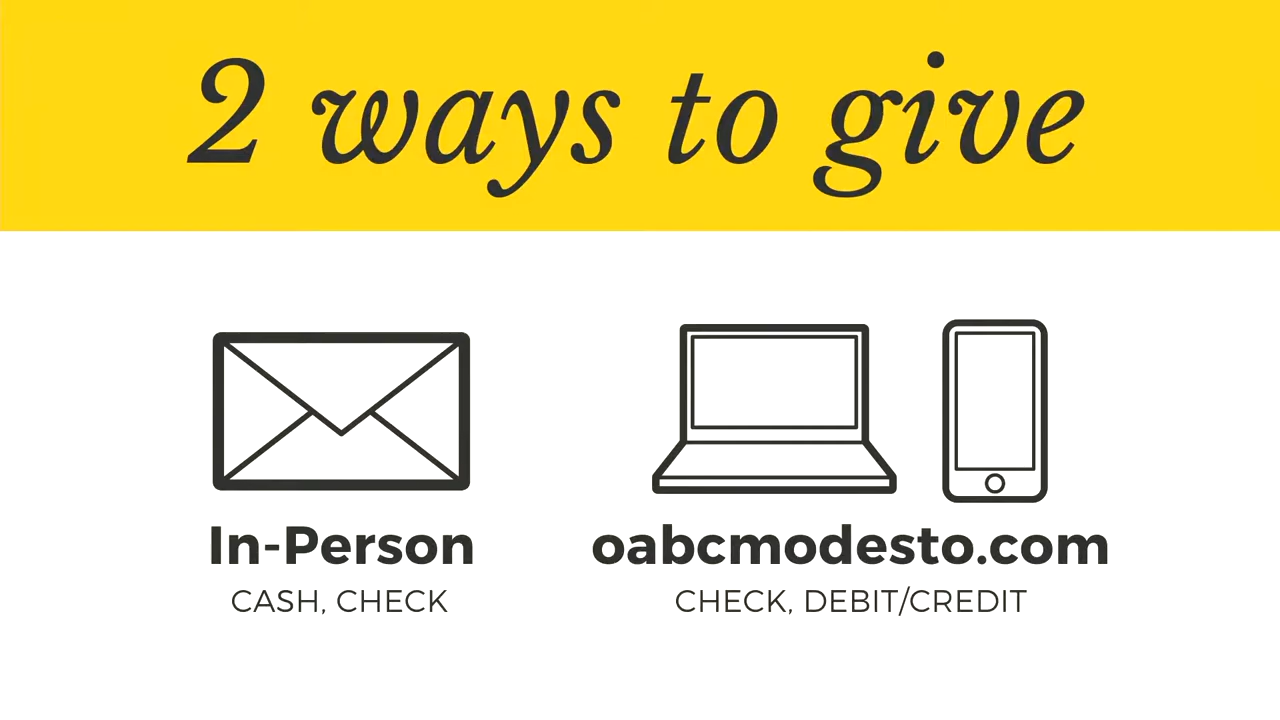 2 ways to give
In-Person
CASH, CHECK
oabcmodesto.com
CHECK, DEBIT/CREDIT